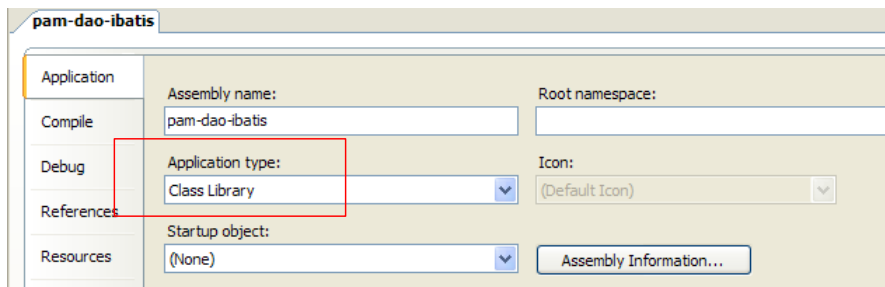 pam-dao-ibatis
Application
Compile
Debug
References
Resources
Assembly name:
Root namespace:
pam-dao-ibatis
Application type:
Icon:
Class Library
(Default Icon)
Startup object:
(None)
Assembly Information...